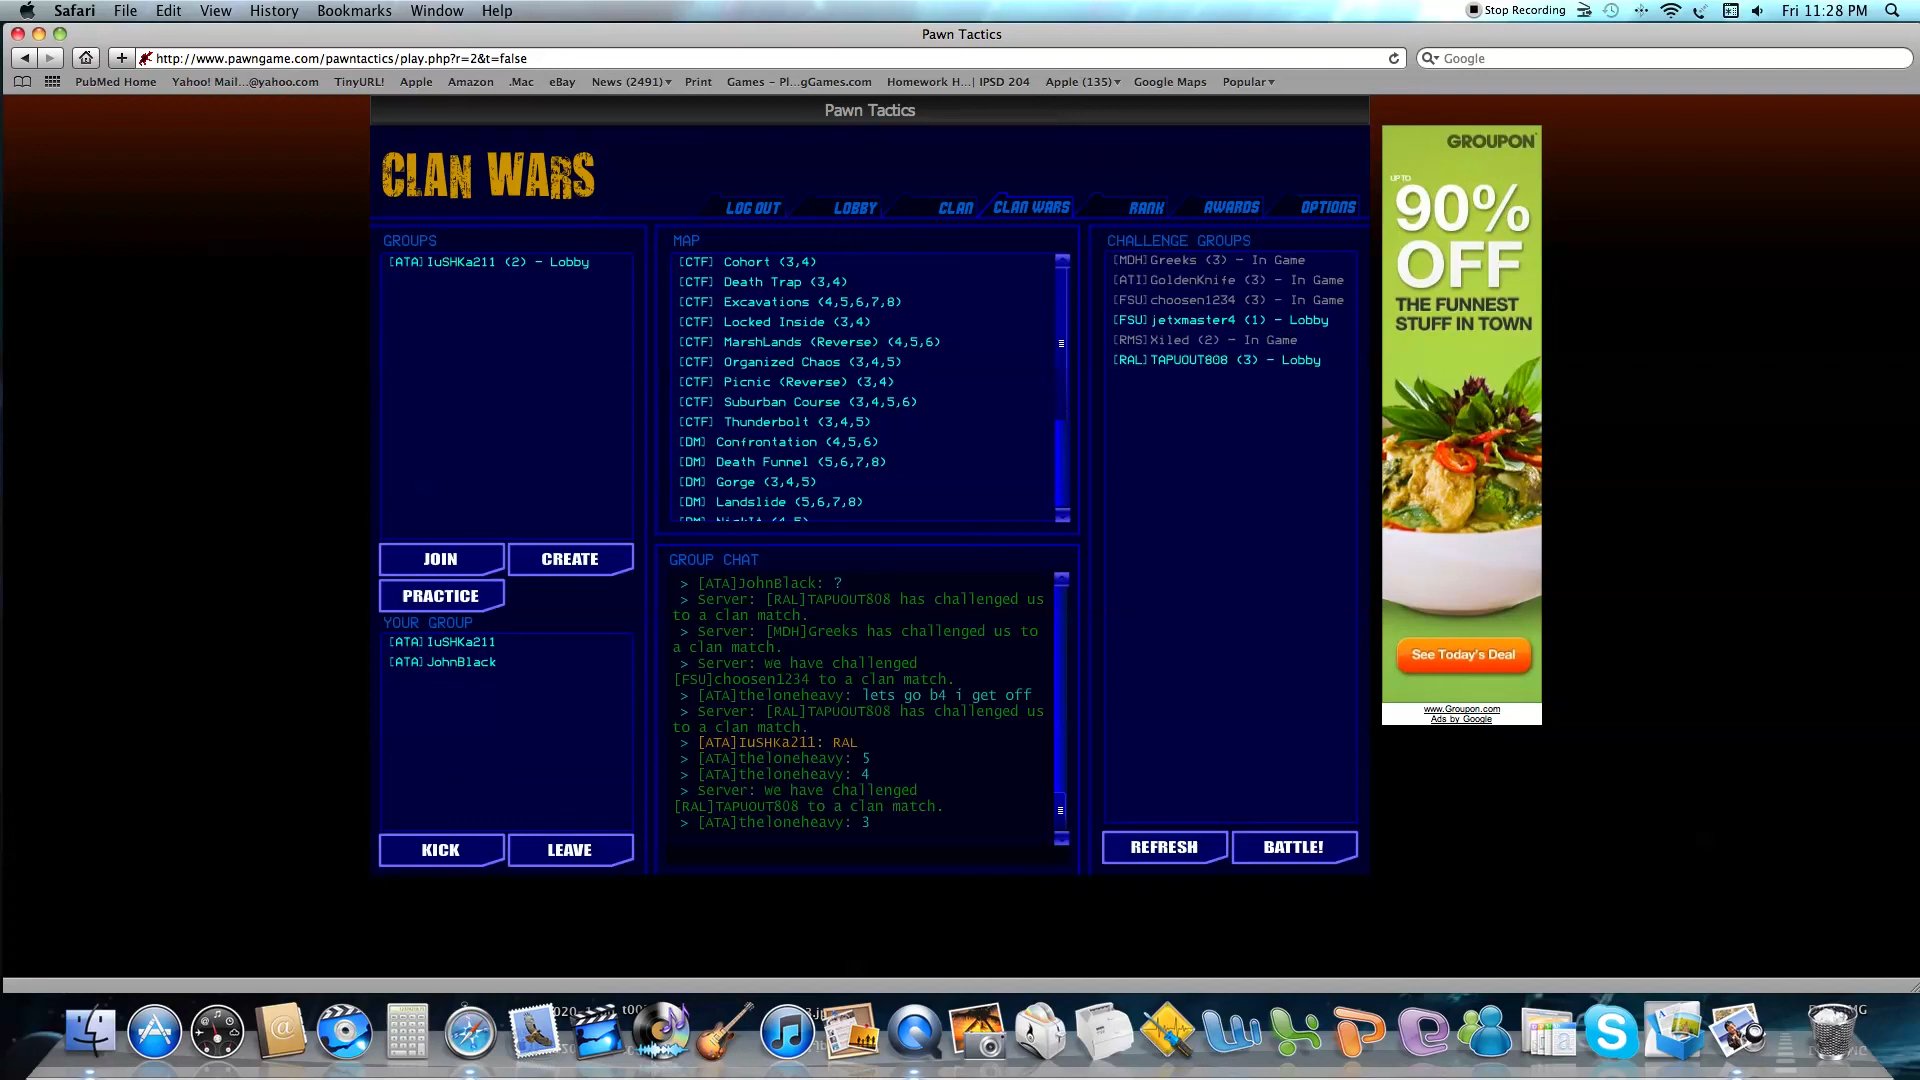 Safari File Edit View History Bookmarks Window Help
Stop Recording Fri 11:28 PM
Pawn Tactics
http://www.pawngame.com/pawntactics/play.php?r=2&t=false
Google
PubMed Home Yahoo! Mail...@yahoo.com TinyURL! Apple Amazon .Mac eBay News (2491) Print Games - Pl...gGames.com Homework H...| IPSD 204 Apple (135) Google Maps Popular
Pawn Tactics
CLAN WARS
LOG OUT LOBBY CLAN CLAN WARS RANK AWARDS OPTIONS
GROUPS
[ATA]IuSHKa211 (2) - Lobby
JOIN CREATE
PRACTICE
YOUR GROUP
[ATA]IuSHKa211
[ATA]JohnBlack
KICK LEAVE
MAP
[CTF] Cohort (3,4)
[CTF] Death Trap (3,4)
[CTF] Excavations (4,5,6,7,8)
[CTF] Locked Inside (3,4)
[CTF] MarshLands (Reverse) (4,5,6)
[CTF] Organized Chaos (3,4,5)
[CTF] Picnic (Reverse) (3,4)
[CTF] Suburban Course (3,4,5,6)
[CTF] Thunderbolt (3,4,5)
[DM] Confrontation (4,5,6)
[DM] Death Funnel (5,6,7,8)
[DM] Gorge (3,4,5)
[DM] Landslide (5,6,7,8)
GROUP CHAT
> [ATA]JohnBlack: ?
> Server: [RAL]TAPUOUT808 has challenged us
to a clan match.
> Server: [MDH]Greeks has challenged us to
a clan match.
> Server: we have challenged
[FSU]choosen1234 to a clan match.
> [ATA]theloneheavy: lets go b4 i get off
> Server: [RAL]TAPUOUT808 has challenged us
to a clan match.
> [ATA]IuSHKa211: RAL
> [ATA]theloneheavy: 5
> [ATA]theloneheavy: 4
> Server: we have challenged
[RAL]TAPUOUT808 to a clan match.
> [ATA]theloneheavy: 3
CHALLENGE GROUPS
[MDH]Greeks (3) - In Game
[ATI]GoldenKnife (3) - In Game
[FSU]choosen1234 (3) - In Game
[FSU]jetxmaster4 (1) - Lobby
[RMS]Xiled (2) - In Game
[RAL]TAPUOUT808 (3) - Lobby
REFRESH BATTLE!
GROUPON
UP TO
90%
OFF
THE FUNNEST
STUFF IN TOWN
See Today's Deal
www.Groupon.com
Ads by Google